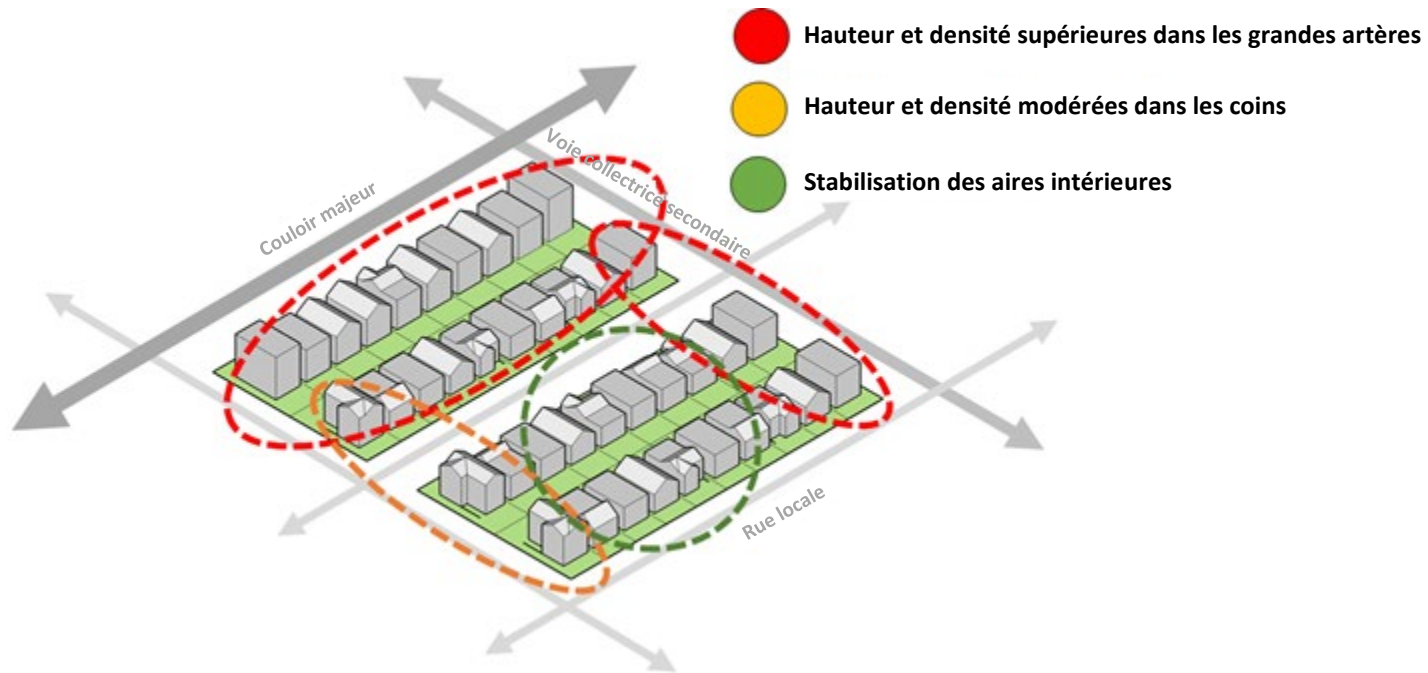 Hauteur et densité supérieures dans les grandes artères
Hauteur et densité modérées dans les coins
Stabilisation des aires intérieures
Voie collectrice secondaire
Couloir majeur
Rue locale